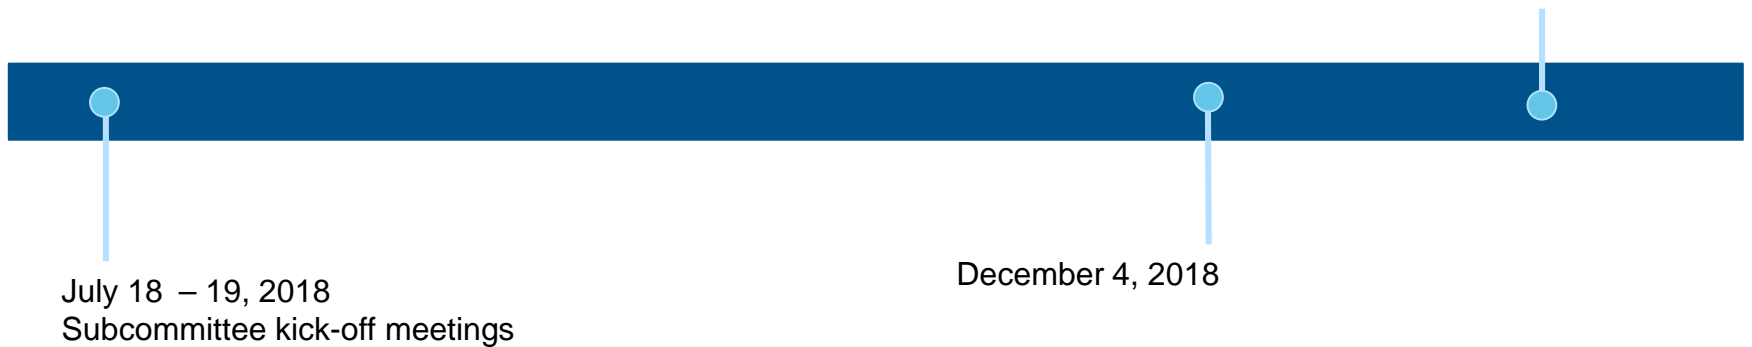 July 18 – 19, 2018
Subcommittee kick-off meetings
December 4, 2018